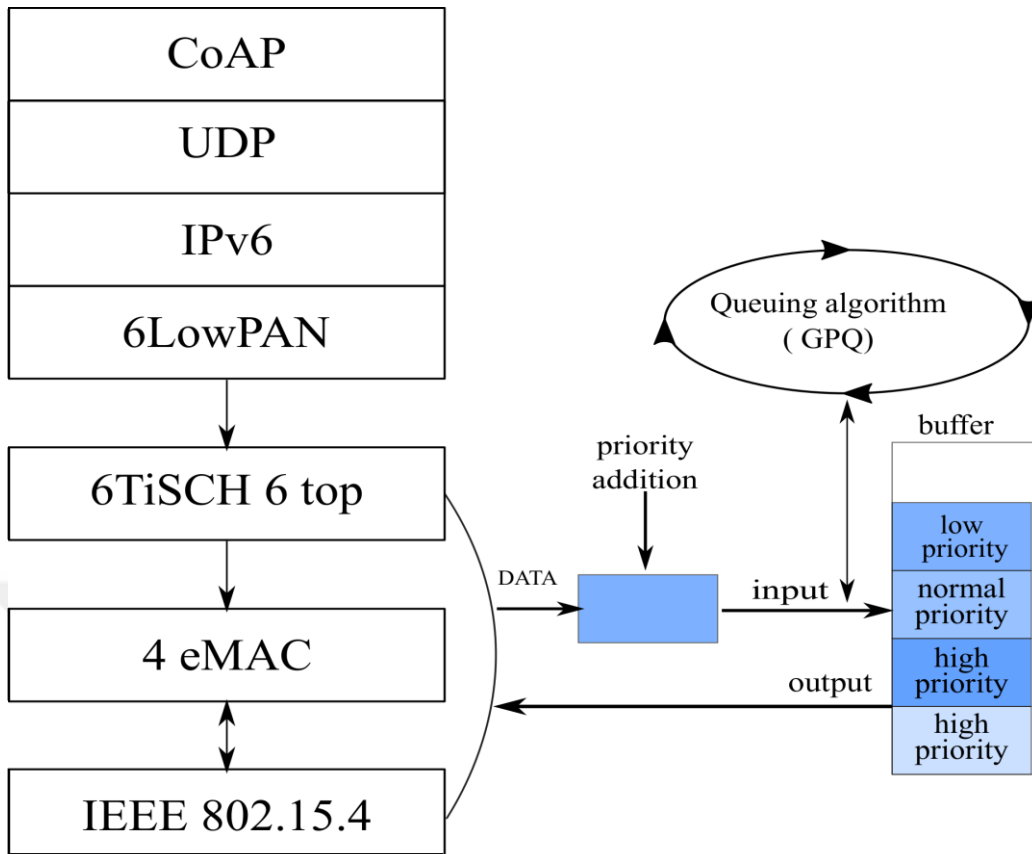 CoAP
UDP
IPv6
6LowPAN
6TiSCH 6 top
4 eMAC
IEEE 802.15.4
DATA
priority
addition
input
output
Queuing algorithm
( GPQ)
buffer
low
priority
normal
priority
high
priority
high
priority